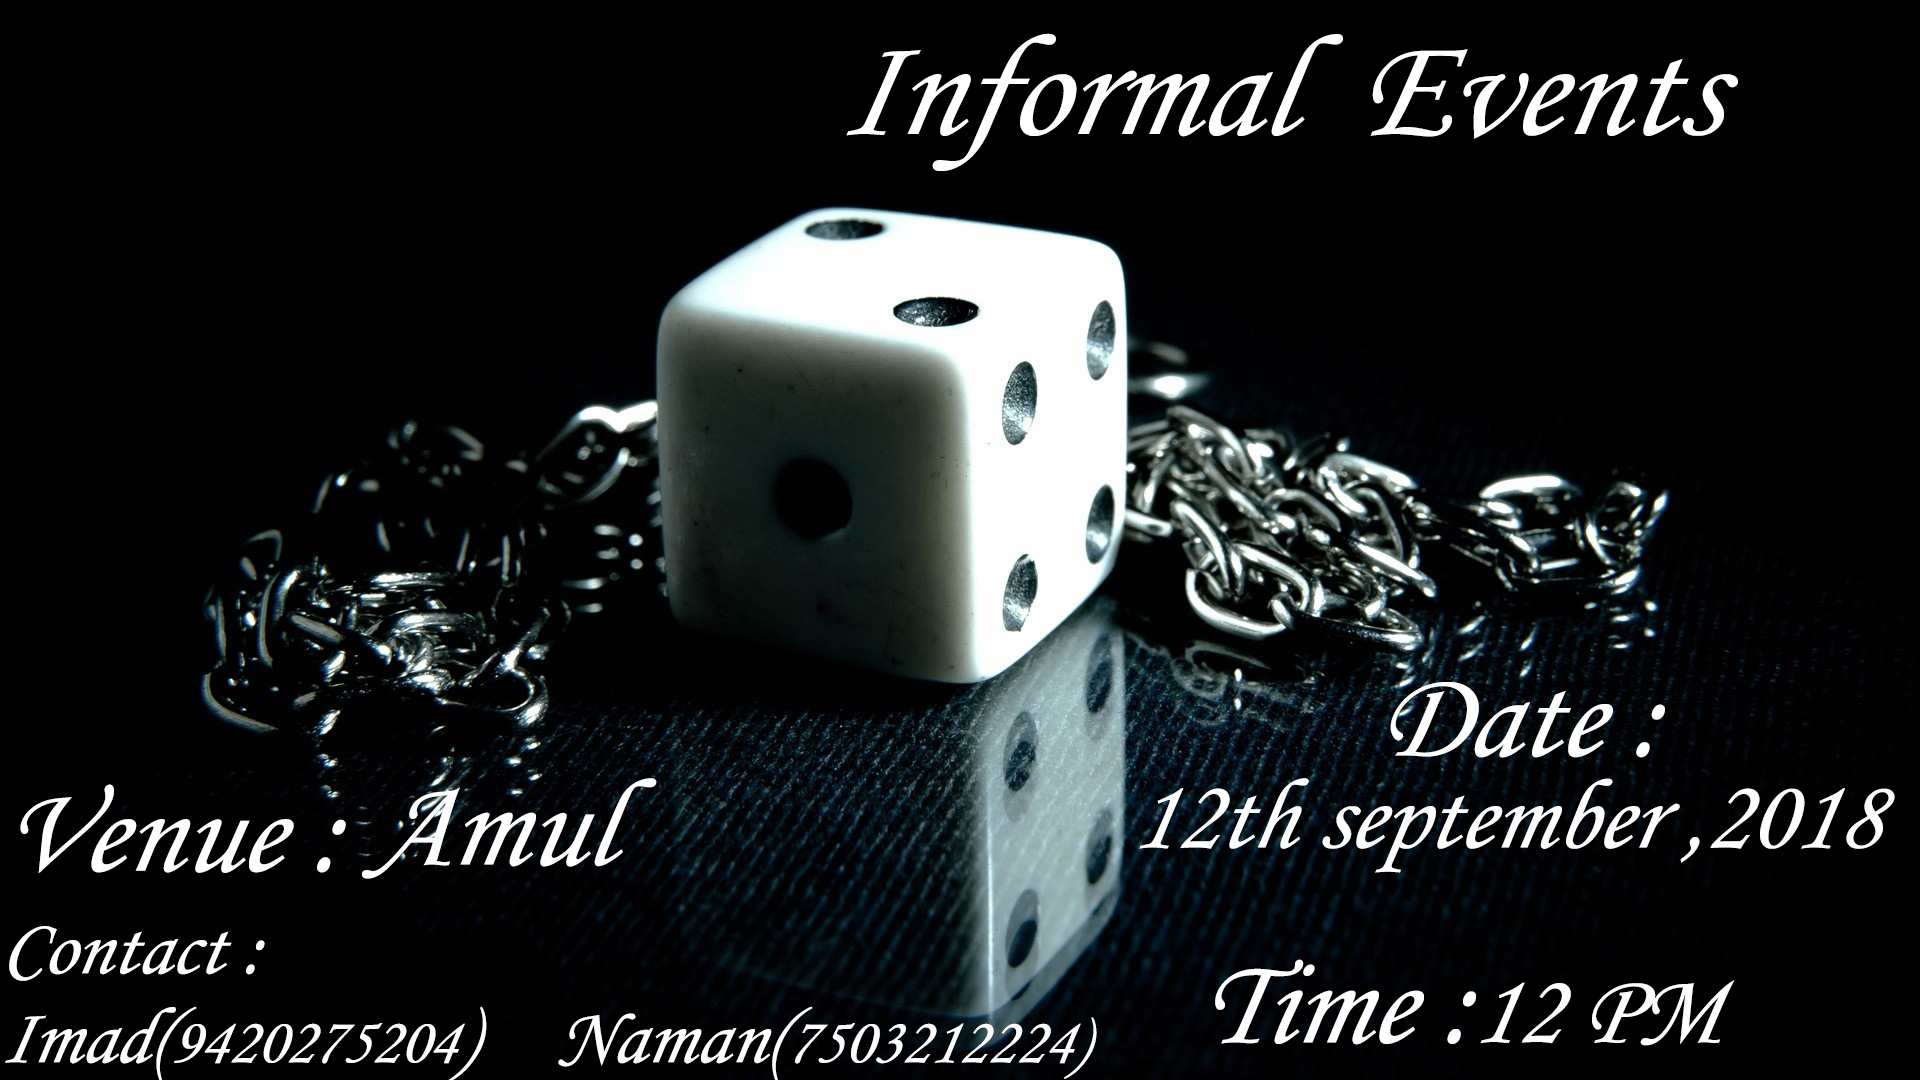 Informal Events
Date :
12th september ,2018
Venue : Amul
Contact :
Imad(9420275204) Naman(7503212224)
Time :12 PM